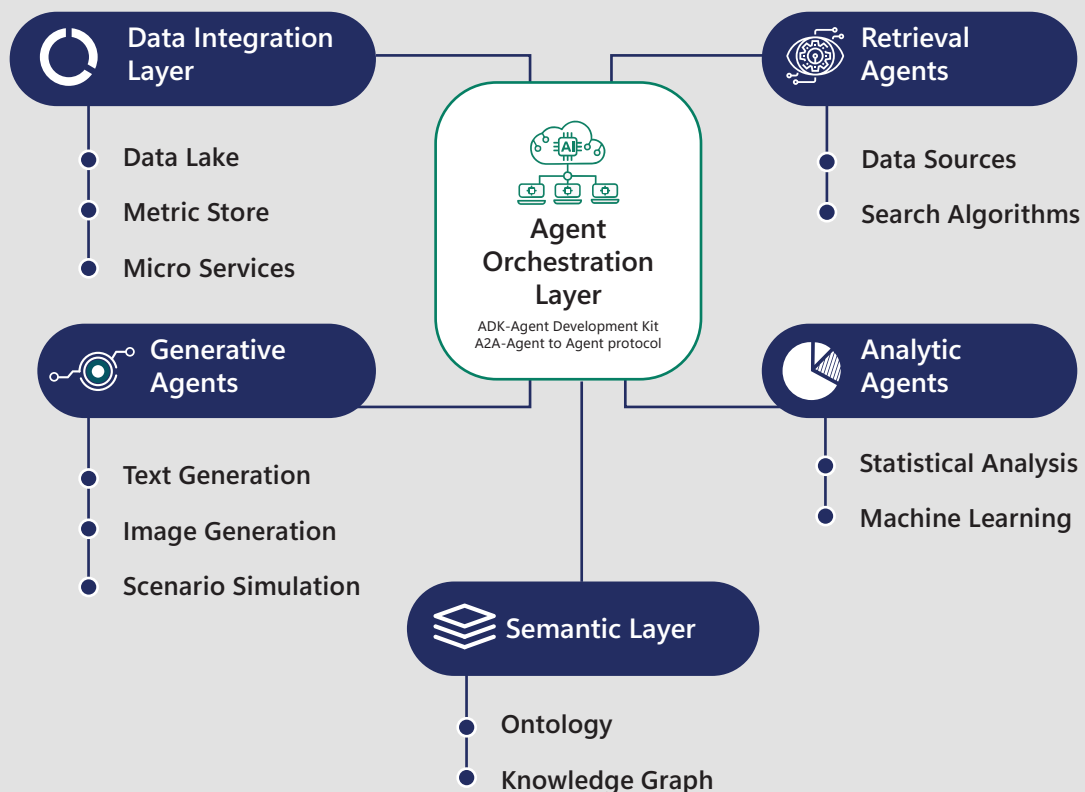 Data Integration
Layer
Data Lake
Metric Store
Micro Services
Retrieval
Agents
Data Sources
Search Algorithms
AI
Agent
Orchestration
Layer
ADK-Agent Development Kit
A2A-Agent to Agent protocol
Generative
Agents
Text Generation
Image Generation
Scenario Simulation
Analytic
Agents
Statistical Analysis
Machine Learning
Semantic Layer
Ontology
Knowledge Graph